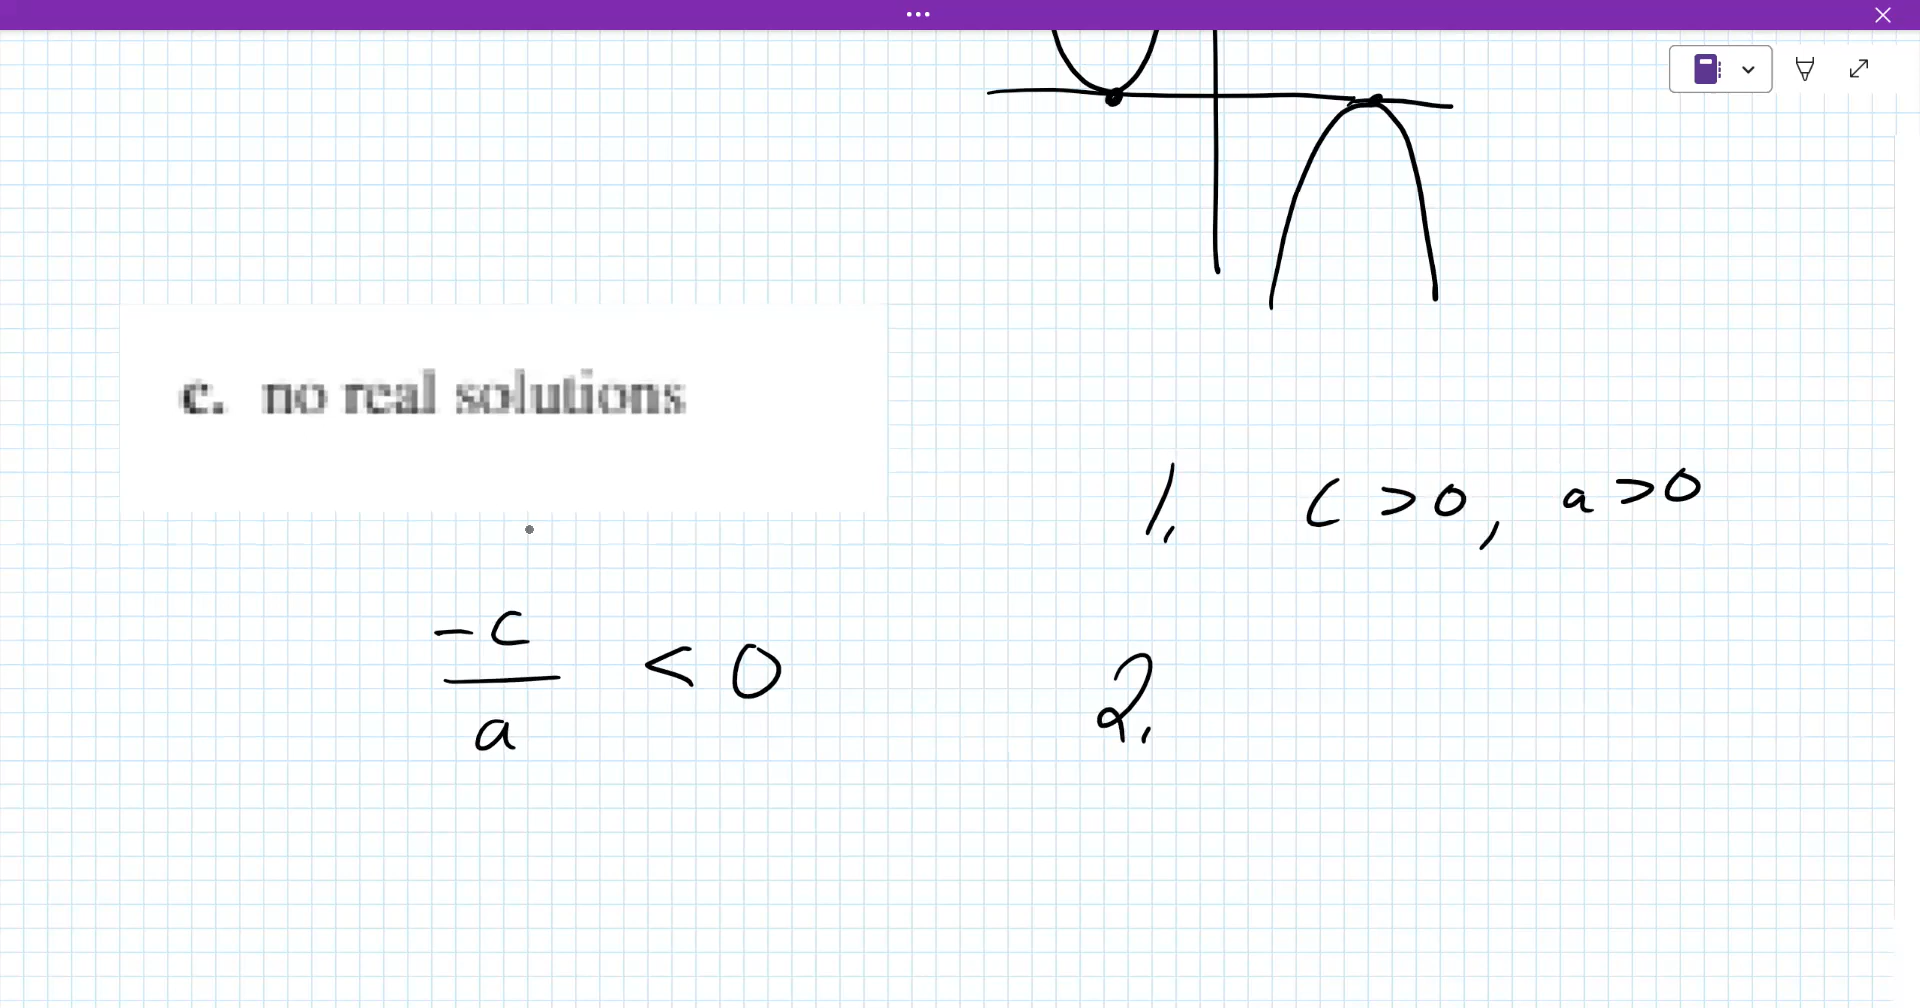 c. no real solutions
1. c > 0, a > 0
-c
/a < 0
2.